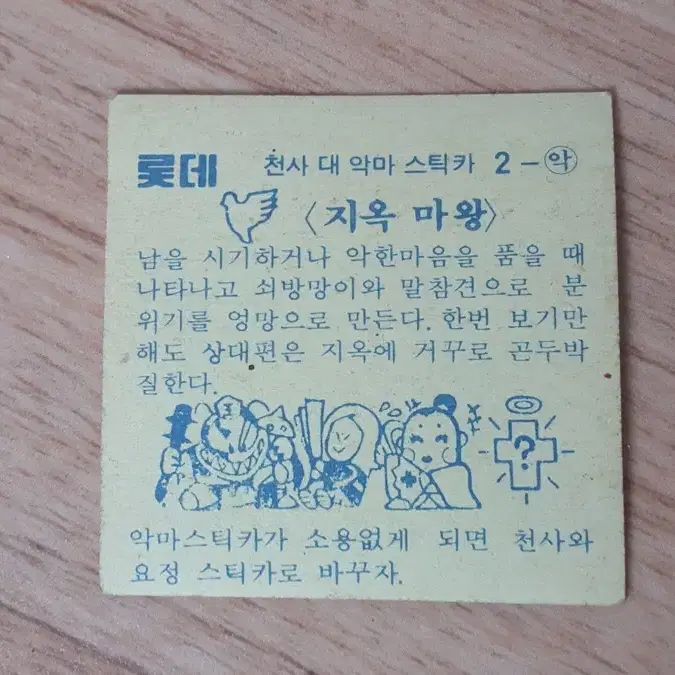 롯데 천사 대 악마 스틱카 2-악
〈지옥 마왕〉
남을 시기하거나 악한마음을 품을 때
나타나고 쇠방망이와 말참견으로 분
위기를 엉망으로 만든다. 한번 보기만
해도 상대편은 지옥에 거꾸로 곤두박
질한다.
?
악마스틱카가 소용없게 되면 천사와
요정 스틱카로 바꾸자.